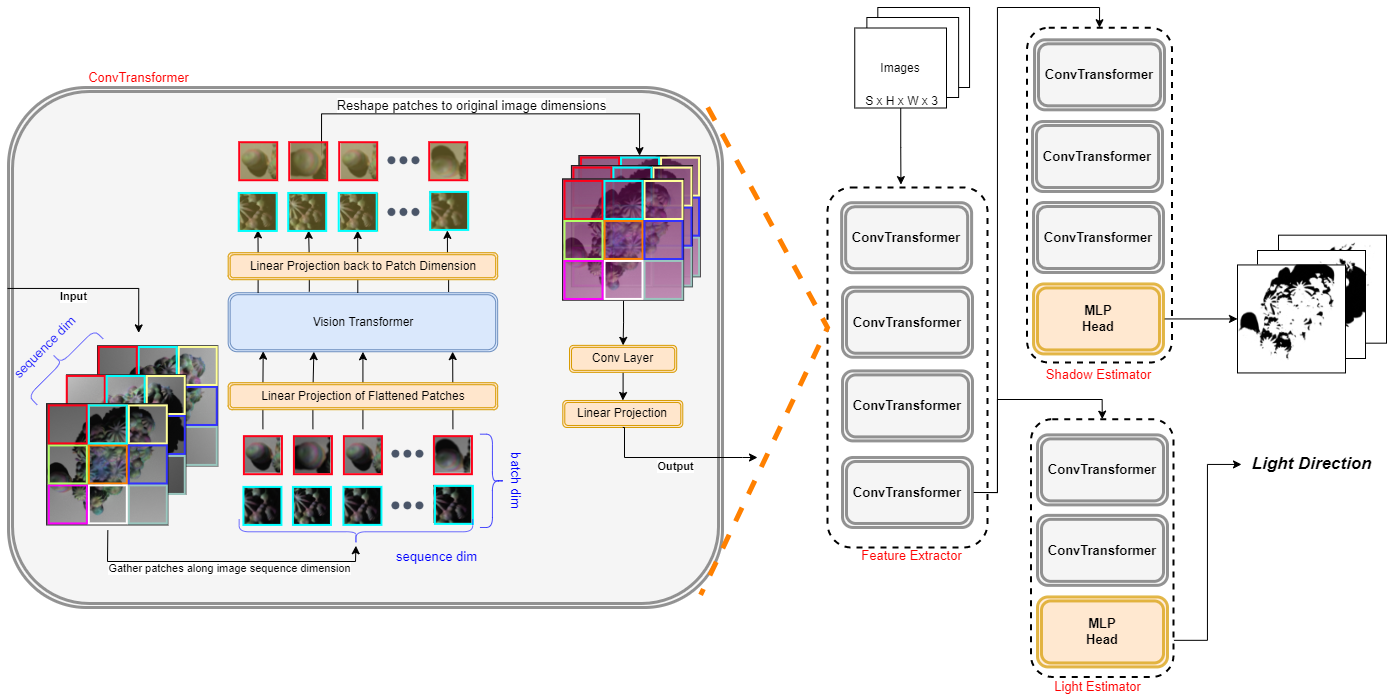 ConvTransformer
Reshape patches to original image dimensions
Linear Projection back to Patch Dimension
Input
Vision Transformer
sequence dim
Linear Projection of Flattened Patches
batch dim
sequence dim
Gather patches along image sequence dimension
Conv Layer
Linear Projection
Output
Images
S x H x W x 3
ConvTransformer
ConvTransformer
ConvTransformer
ConvTransformer
Feature Extractor
ConvTransformer
ConvTransformer
ConvTransformer
MLP
Head
Shadow Estimator
ConvTransformer
ConvTransformer
MLP
Head
Light Estimator
Light Direction